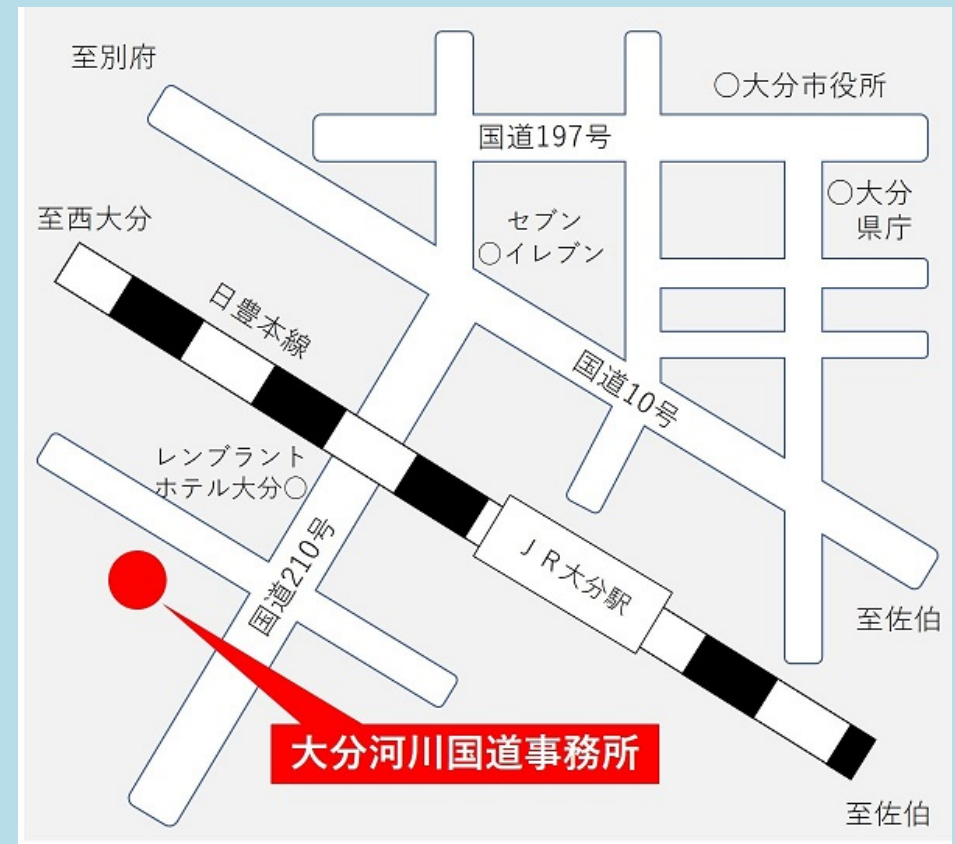 至別府
○大分市役所
国道197号
○大分
県庁
至西大分
セブン
○イレブン
日豊本線
国道10号
レンブラント
ホテル大分○
国道210号
ＪＲ大分駅
至佐伯
大分河川国道事務所
至佐伯